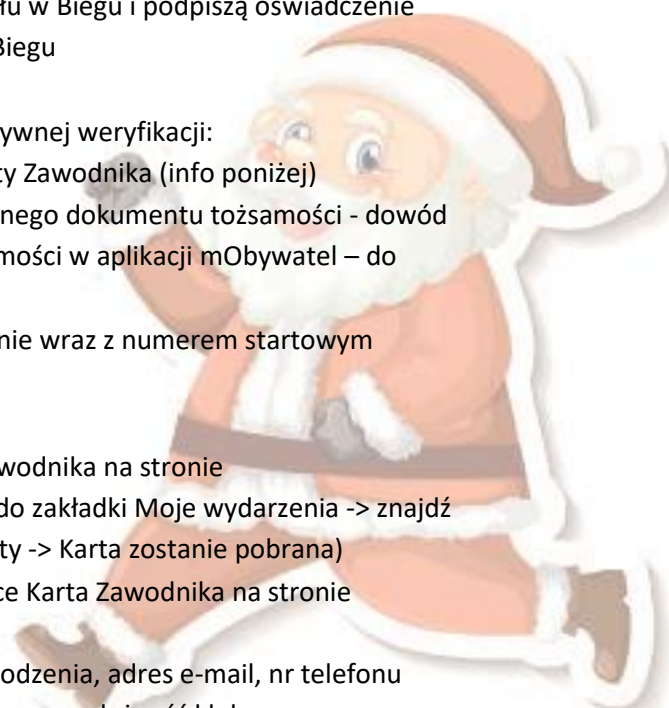 łu w Biegu i podpiszą oświadczenie
Biegu
ywnej weryfikacji:
ty Zawodnika (info poniżej)
nego dokumentu tożsamości - dowód
mości w aplikacji mObywatel – do
nie wraz z numerem startowym
wodnika na stronie
do zakładki Moje wydarzenia -> znajdź
ty -> Karta zostanie pobrana)
ce Karta Zawodnika na stronie
odzenia, adres e-mail, nr telefonu